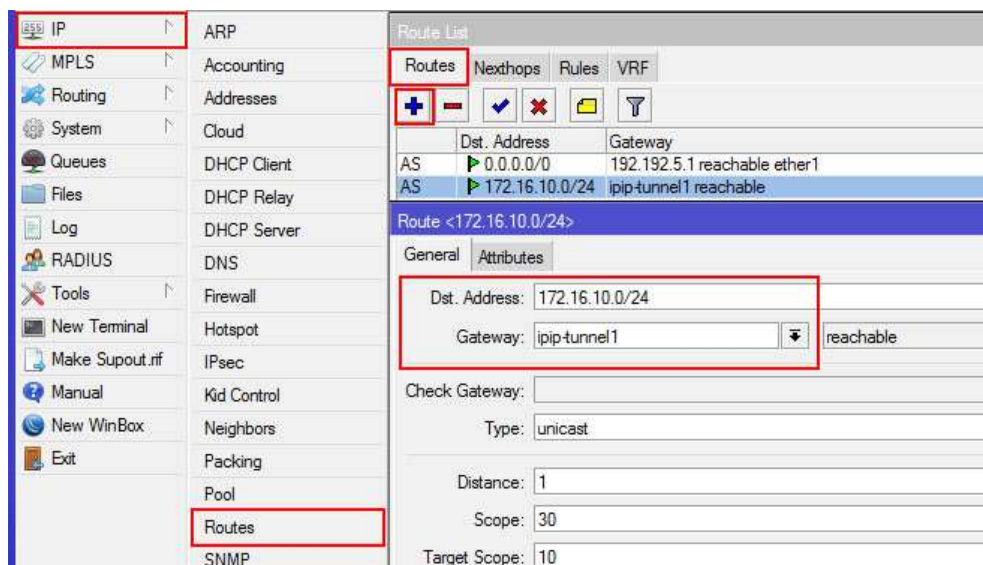 255 IP
MPLS
Routing
System
Queues
Files
Log
RADIUS
Tools
New Terminal
Make Supout.rif
Manual
New WinBox
Exit
ARP
Accounting
Addresses
Cloud
DHCP Client
DHCP Relay
DHCP Server
DNS
Firewall
Hotspot
IPsec
Kid Control
Neighbors
Packing
Pool
Routes
SNMP
Route List
Routes Nexthops Rules VRF
Dst. Address Gateway
AS 0.0.0.0/0 192.192.5.1 reachable ether1
AS 172.16.10.0/24 ipip-tunnel1 reachable
Route <172.16.10.0/24>
General Attributes
Dst. Address: 172.16.10.0/24
Gateway: ipip-tunnel1 reachable
Check Gateway:
Type: unicast
Distance: 1
Scope: 30
Target Scope: 10